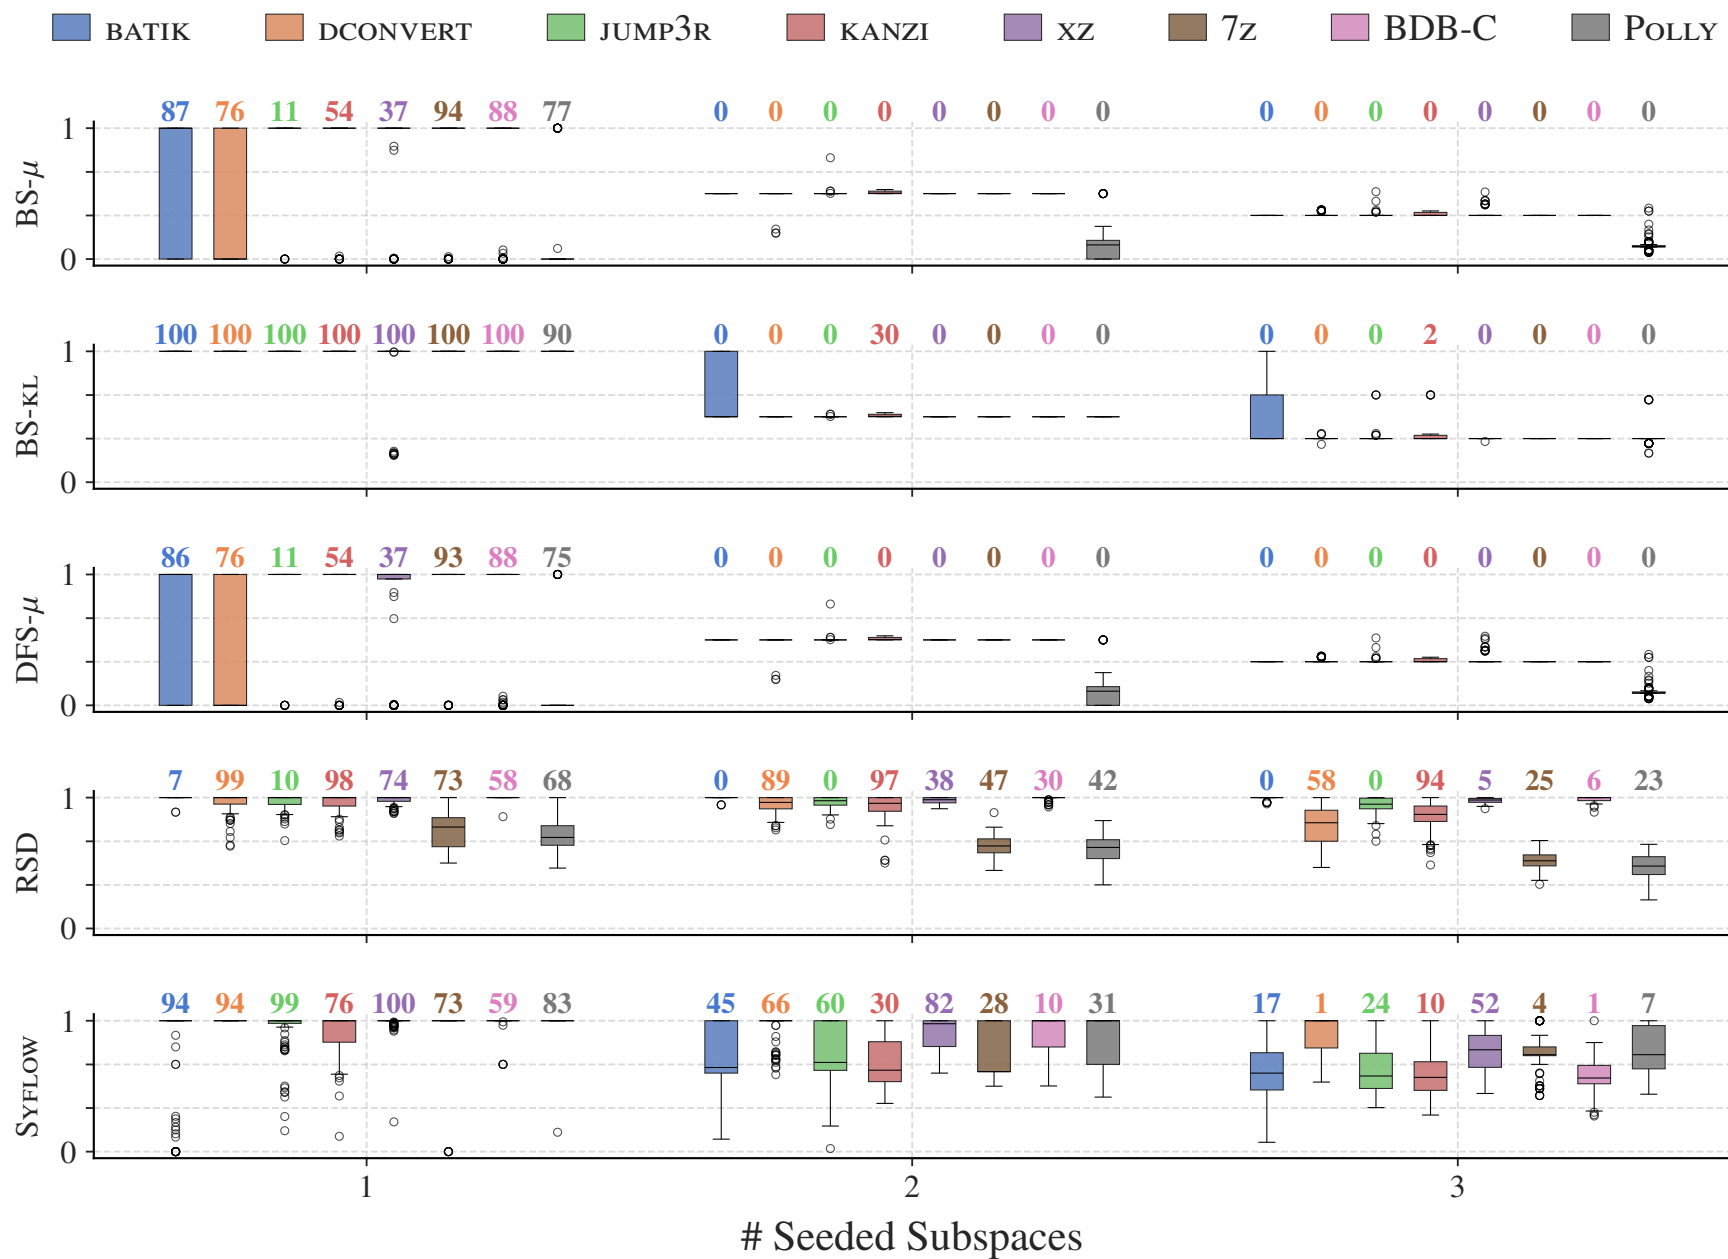 BATIK DCONVERT JUMP3R KANZI XZ 7Z BDB-C POLLY
87 76 11 54 37 94 88 77 0 0 0 0 0 0 0 0 0 0 0 0 0 0 0 0
1
BS-μ
0
100 100 100 100 100 100 100 90 0 0 0 30 0 0 0 0 0 0 0 2 0 0 0 0
1
BS-KL
0
86 76 11 54 37 93 88 75 0 0 0 0 0 0 0 0 0 0 0 0 0 0 0 0
1
DFS-μ
0
7 99 10 98 74 73 58 68 0 89 0 97 38 47 30 42 0 58 0 94 5 25 6 23
1
RSD
0
94 94 99 76 100 73 59 83 45 66 60 30 82 28 10 31 17 1 24 10 52 4 1 7
1
SYFLOW
0
1 2 3
# Seeded Subspaces